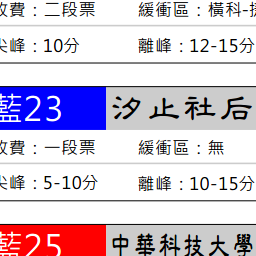 收費：二段票 緩衝區：橫科-
尖峰：10分 離峰：12-15分
藍23 汐止社后
收費：一段票 緩衝區：無
尖峰：5-10分 離峰：10-15分
藍25 中華科技大學